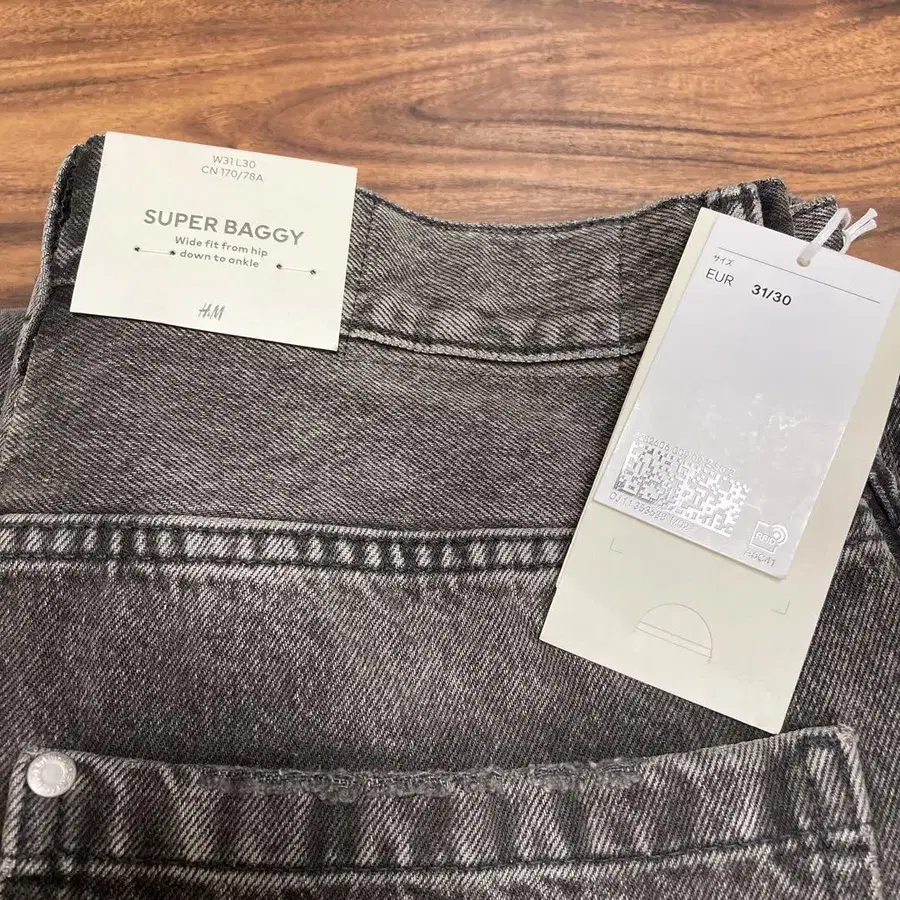 W31 L30
CN 170/78A
SUPER BAGGY
Wide fit from hip
down to ankle
H&M
サイズ
EUR 31/30
RFID